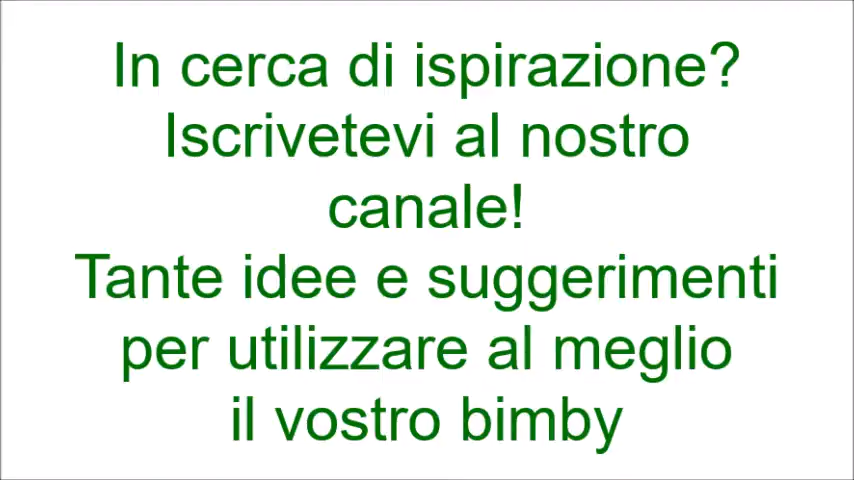 In cerca di ispirazione?
Iscrivetevi al nostro
canale!
Tante idee e suggerimenti
per utilizzare al meglio
il vostro bimby